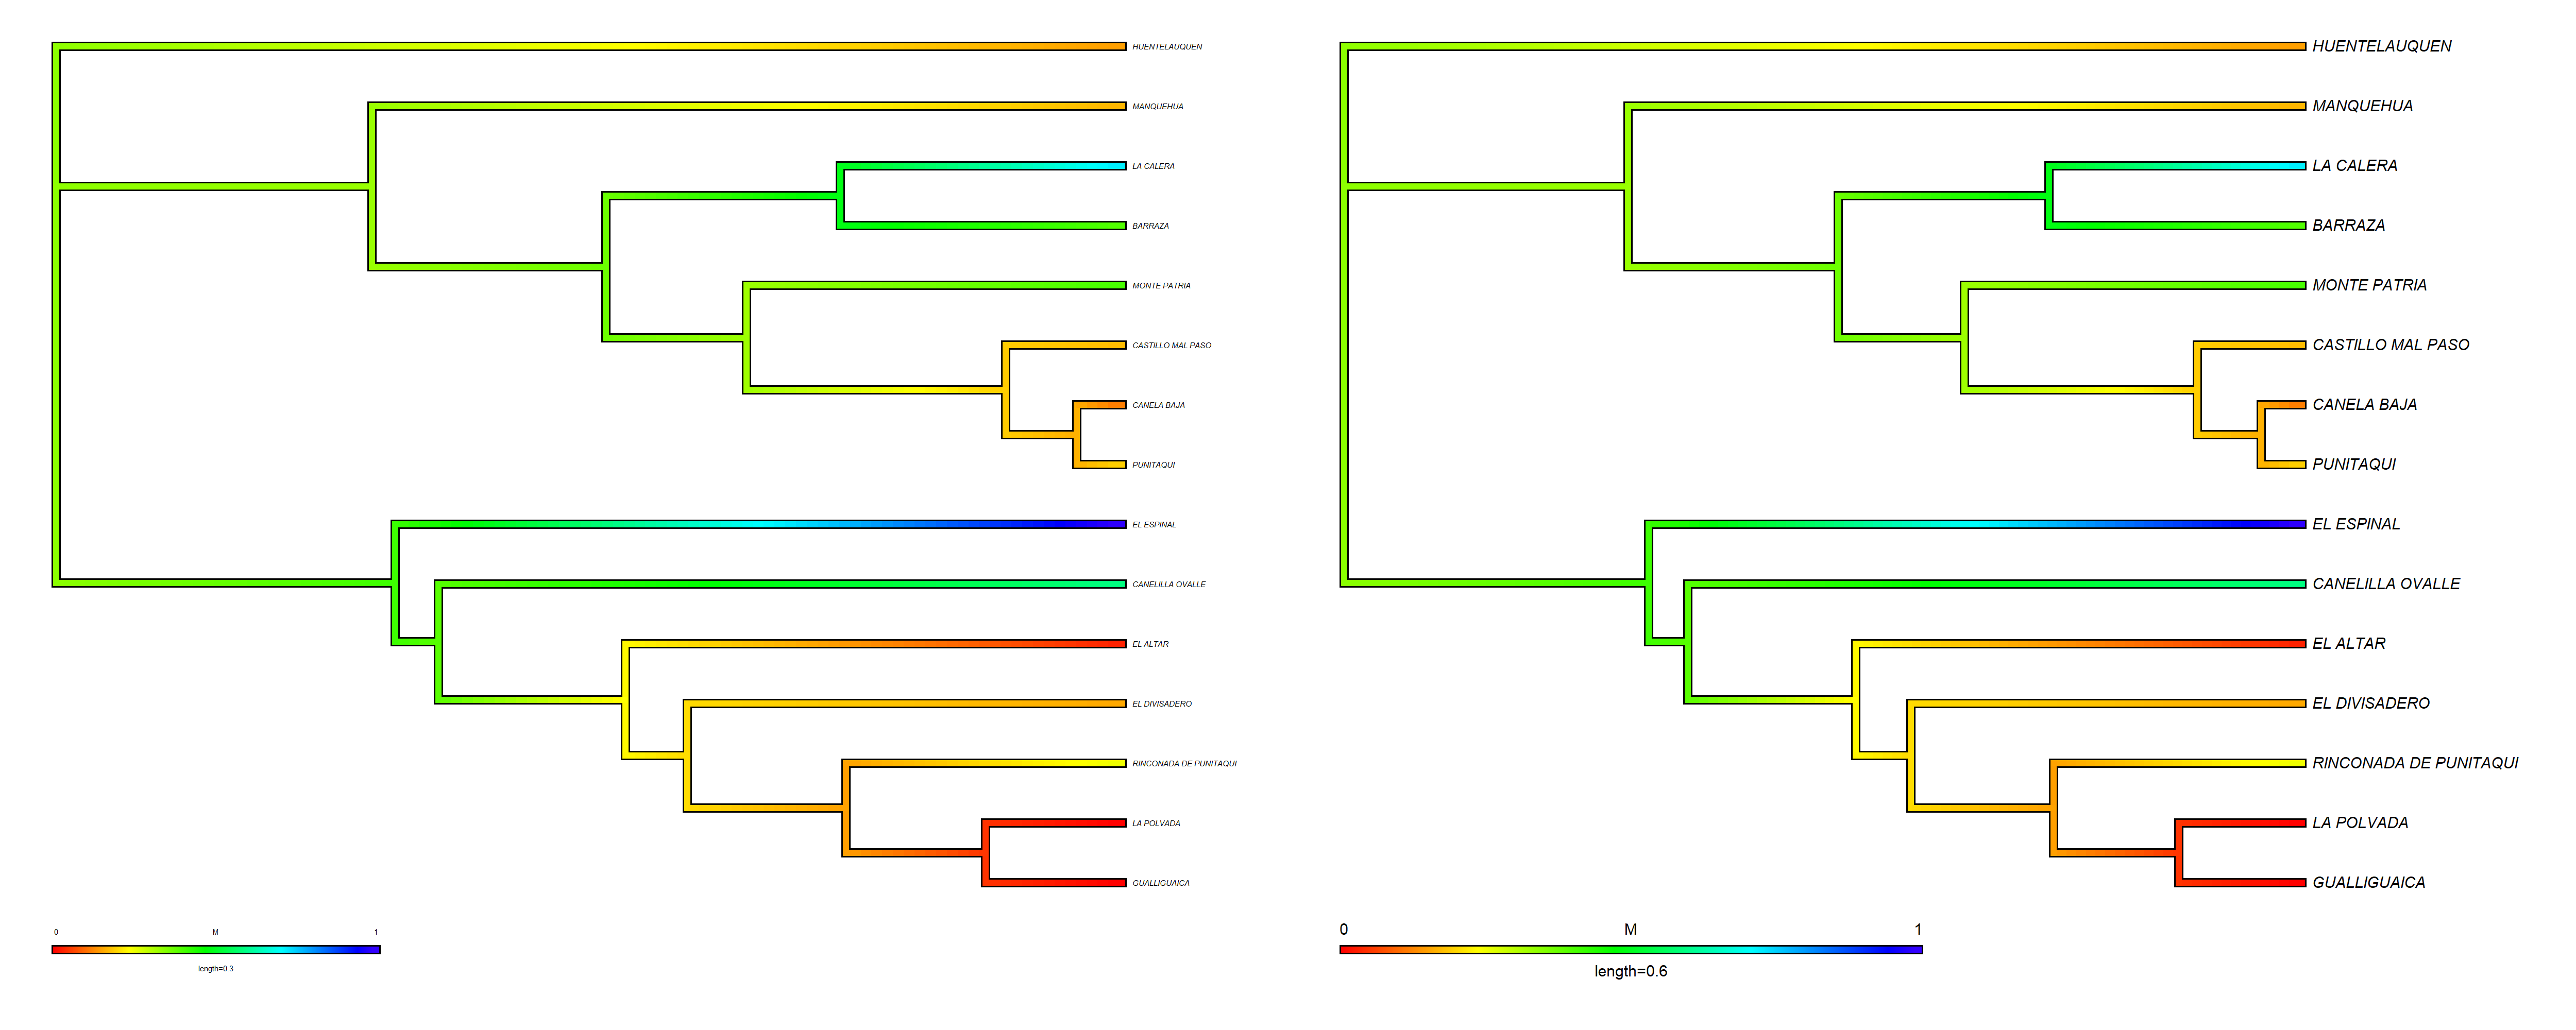 HUENTELAUQUEN
MANQUEHUA
LA CALERA
BARRAZA
MONTE PATRIA
CASTILLO MAL PASO
CANELA BAJA
PUNITAQUI
EL ESPINAL
CANELILLA OVALLE
EL ALTAR
EL DIVISADERO
RINCONADA DE PUNITAQUI
LA POLVADA
GUALLIGUAICA
0 M 1
length=0.3
HUENTELAUQUEN
MANQUEHUA
LA CALERA
BARRAZA
MONTE PATRIA
CASTILLO MAL PASO
CANELA BAJA
PUNITAQUI
EL ESPINAL
CANELILLA OVALLE
EL ALTAR
EL DIVISADERO
RINCONADA DE PUNITAQUI
LA POLVADA
GUALLIGUAICA
0 M 1
length=0.6